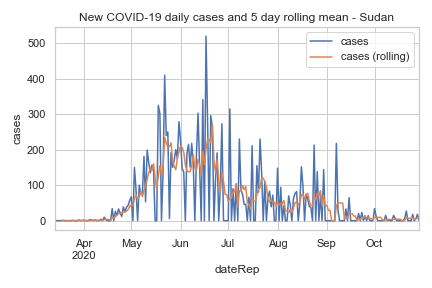 New COVID-19 daily cases and 5 day rolling mean - Sudan
cases
cases (rolling)
500
400
300
200
100
0
cases
Apr
2020
May
Jun
Jul
Aug
Sep
Oct
dateRep